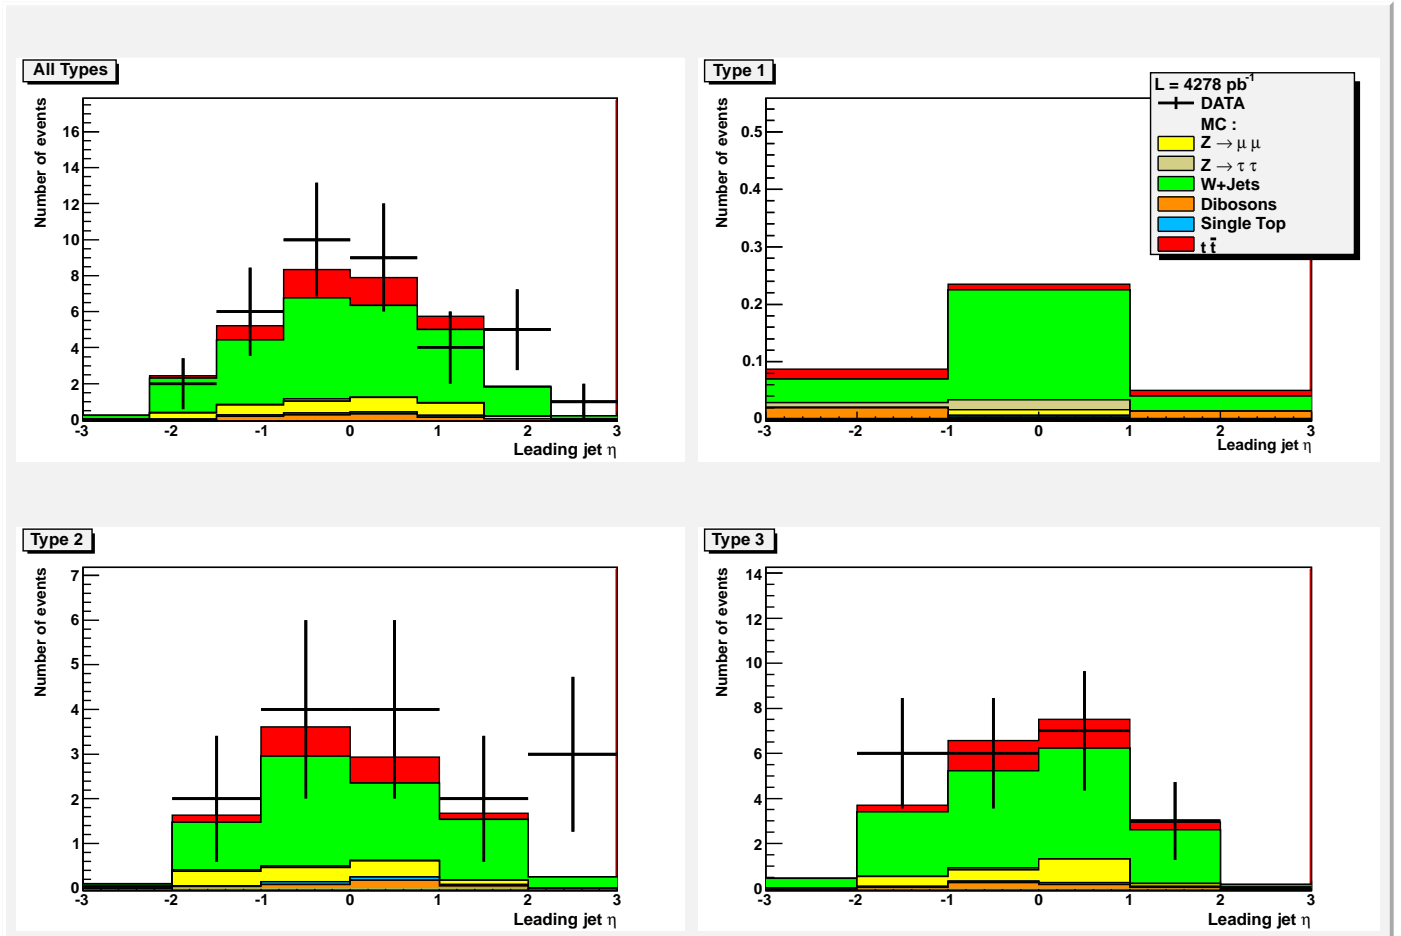 All Types
Number of events
16
14
12
10
8
6
4
2
0
-3 -2 -1 0 1 2 3
Leading jet η
Type 1
Number of events
0.5
0.4
0.3
0.2
0.1
0
-3 -2 -1 0 1 2 3
Leading jet η
L = 4278 pb⁻¹
DATA
MC :
Z → μ μ
Z → τ τ
W+Jets
Dibosons
Single Top
t t̄
Type 2
Number of events
7
6
5
4
3
2
1
0
-3 -2 -1 0 1 2 3
Leading jet η
Type 3
Number of events
14
12
10
8
6
4
2
0
-3 -2 -1 0 1 2 3
Leading jet η